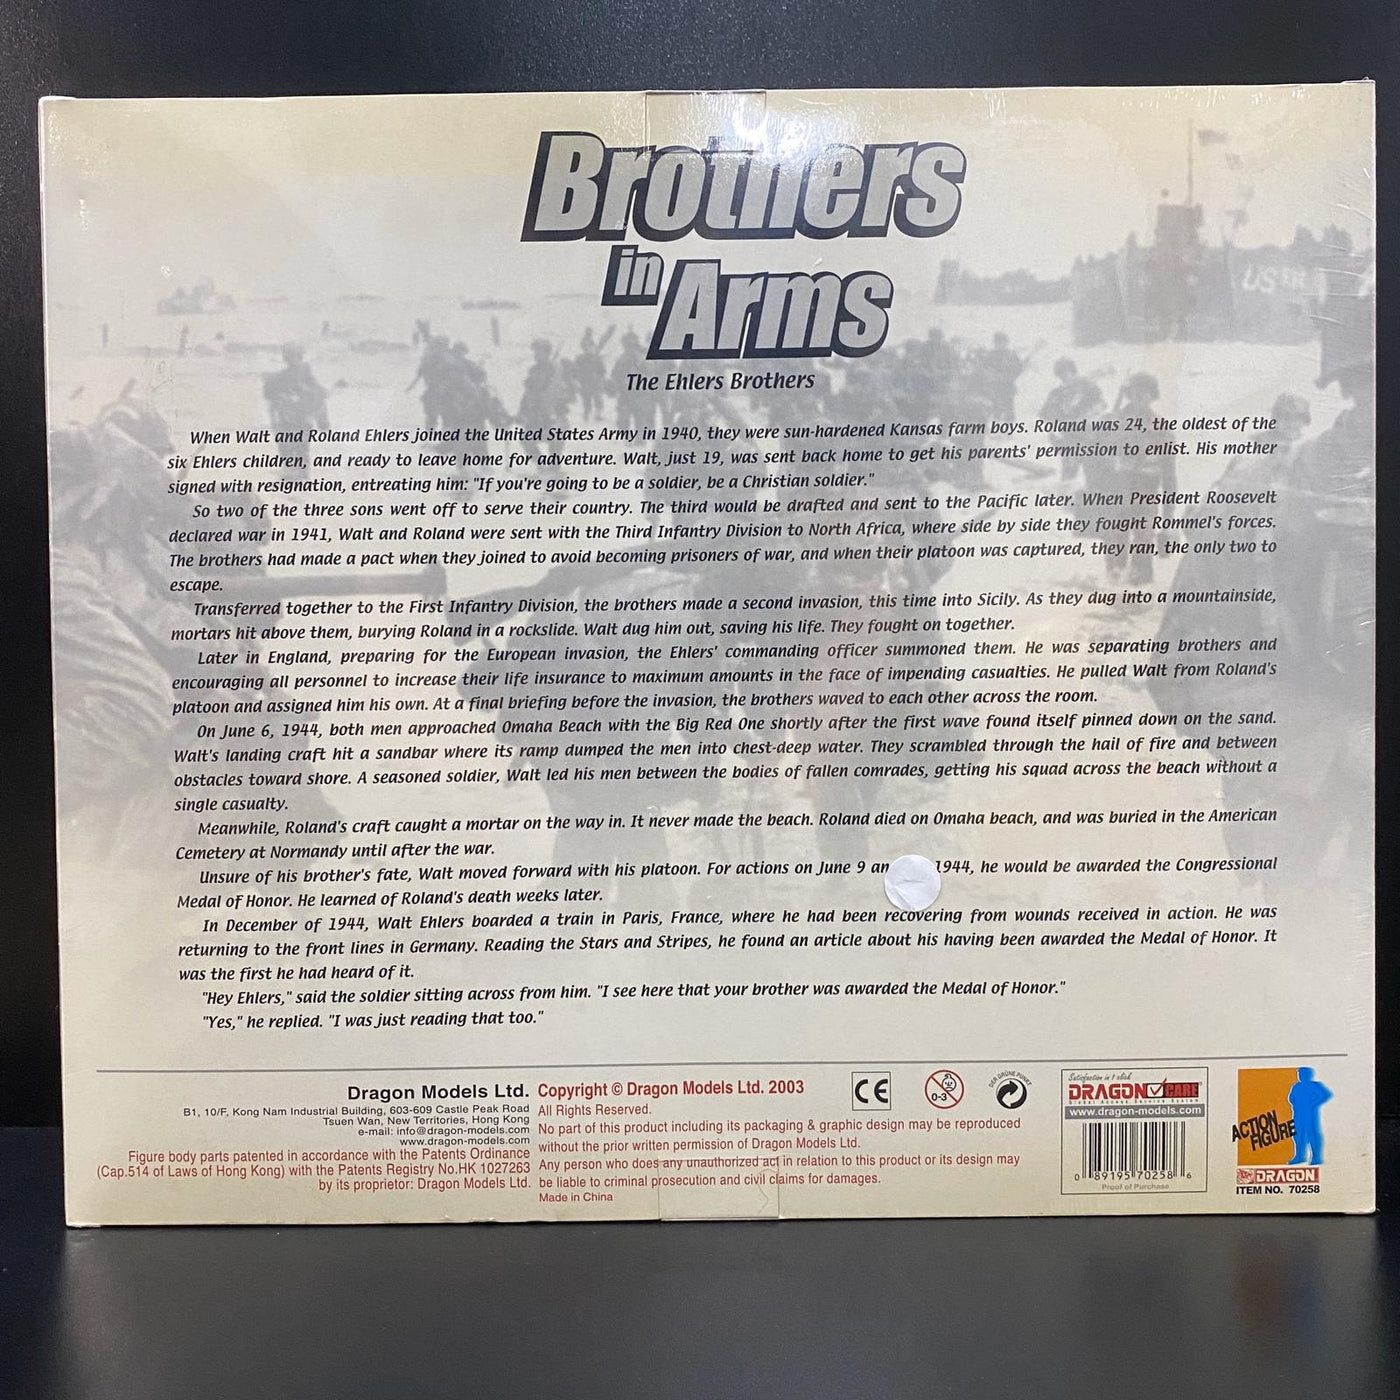 Brothers
in Arms
The Ehlers Brothers
When Walt and Roland Ehlers joined the United States Army in 1940, they were sun-hardened Kansas farm boys. Roland was 24, the oldest of the
six Ehlers children, and ready to leave home for adventure. Walt, just 19, was sent back home to get his parents' permission to enlist. His mother
signed with resignation, entreating him: "If you're going to be a soldier, be a Christian soldier."
So two of the three sons went off to serve their country. The third would be drafted and sent to the Pacific later. When President Roosevelt
declared war in 1941, Walt and Roland were sent with the Third Infantry Division to North Africa, where side by side they fought Rommel's forces.
The brothers had made a pact when they joined to avoid becoming prisoners of war, and when their platoon was captured, they ran, the only two to
escape.
Transferred together to the First Infantry Division, the brothers made a second invasion, this time into Sicily. As they dug into a mountainside,
mortars hit above them, burying Roland in a rockslide. Walt dug him out, saving his life. They fought on together.
Later in England, preparing for the European invasion, the Ehlers' commanding officer summoned them. He was separating brothers and
encouraging all personnel to increase their life insurance to maximum amounts in the face of impending casualties. He pulled Walt from Roland's
platoon and assigned him his own. At a final briefing before the invasion, the brothers waved to each other across the room.
On June 6, 1944, both men approached Omaha Beach with the Big Red One shortly after the first wave found itself pinned down on the sand.
Walt's landing craft hit a sandbar where its ramp dumped the men into chest-deep water. They scrambled through the hail of fire and between
obstacles toward shore. A seasoned soldier, Walt led his men between the bodies of fallen comrades, getting his squad across the beach without a
single casualty.
Meanwhile, Roland's craft caught a mortar on the way in. It never made the beach. Roland died on Omaha beach, and was buried in the American
Cemetery at Normandy until after the war.
Unsure of his brother's fate, Walt moved forward with his platoon. For actions on June 9 an 1944, he would be awarded the Congressional
Medal of Honor. He learned of Roland's death weeks later.
In December of 1944, Walt Ehlers boarded a train in Paris, France, where he had been recovering from wounds received in action. He was
returning to the front lines in Germany. Reading the Stars and Stripes, he found an article about his having been awarded the Medal of Honor. It
was the first he had heard of it.
"Hey Ehlers," said the soldier sitting across from him. "I see here that your brother was awarded the Medal of Honor."
"Yes," he replied. "I was just reading that too."
Dragon Models Ltd.
B1, 10/F, Kong Nam Industrial Building, 603-609 Castle Peak Road
Tsuen Wan, New Territories, Hong Kong
e-mail: info@dragon-models.com
www.dragon-models.com
Figure body parts patented in accordance with the Patents Ordinance
(Cap.514 of Laws of Hong Kong) with the Patents Registry No.HK 1027263
by its proprietor: Dragon Models Ltd.
Copyright © Dragon Models Ltd. 2003
All Rights Reserved.
No part of this product including its packaging & graphic design may be reproduced
without the prior written permission of Dragon Models Ltd.
Any person who does any unauthorized act in relation to this product or its design may
be liable to criminal prosecution and civil claims for damages.
Made in China
CE
0-3
DER GRÜNE PUNKT
Satisfaction in 1 click
DRAGON CARE
Global Access Service System
www.dragon-models.com
0 89195 70258 6
Proof of Purchase
ACTION FIGURE
DRAGON
ITEM NO. 70258